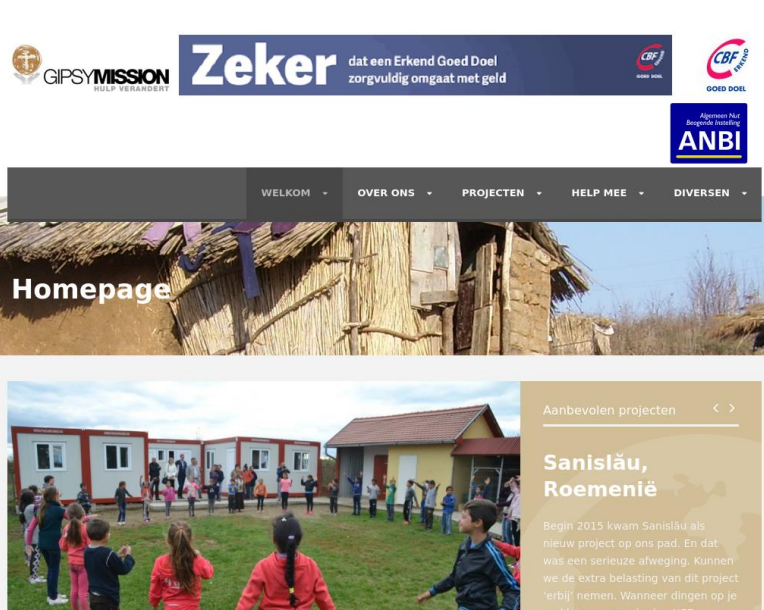 GIPSYMISSION
HULP VERANDERT
Zeker
dat een Erkend Goed Doel
zorgvuldig omgaat met geld
CBF
GOED DOEL
CBF
ERKEND
GOED DOEL
Algemeen Nut
Beogende Instelling
ANBI
WELKOM
OVER ONS
PROJECTEN
HELP MEE
DIVERSEN
Homepage
Aanbevolen projecten
Sanislău,
Roemenië
Begin 2015 kwam Sanislău als
nieuw project op ons pad. En dat
was een serieuze afweging. Kunnen
we de extra belasting van dit project
'erbij' nemen. Wanneer dingen op je